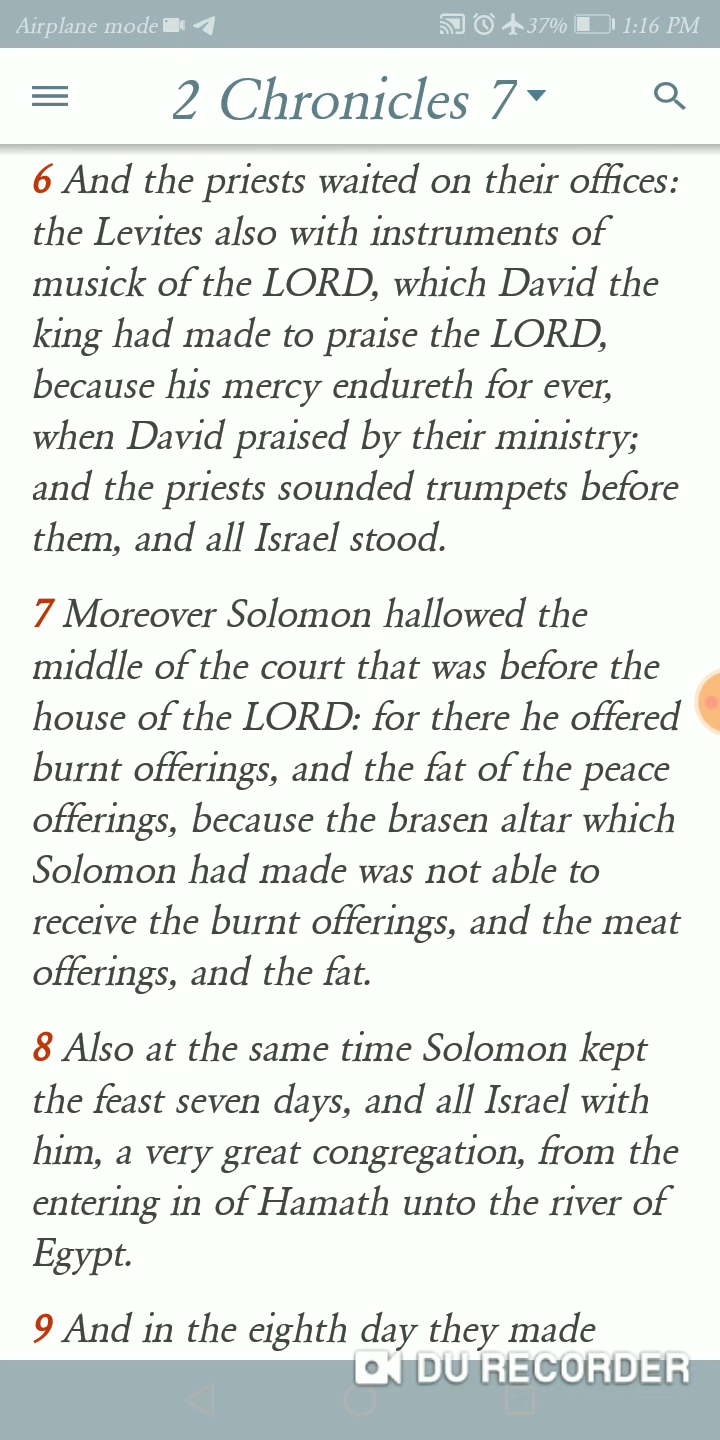 Airplane mode 37% 1:16 PM
2 Chronicles 7
6 And the priests waited on their offices:
the Levites also with instruments of
musick of the LORD, which David the
king had made to praise the LORD,
because his mercy endureth for ever,
when David praised by their ministry;
and the priests sounded trumpets before
them, and all Israel stood.
7 Moreover Solomon hallowed the
middle of the court that was before the
house of the LORD: for there he offered
burnt offerings, and the fat of the peace
offerings, because the brasen altar which
Solomon had made was not able to
receive the burnt offerings, and the meat
offerings, and the fat.
8 Also at the same time Solomon kept
the feast seven days, and all Israel with
him, a very great congregation, from the
entering in of Hamath unto the river of
Egypt.
9 And in the eighth day they made
DU RECORDER